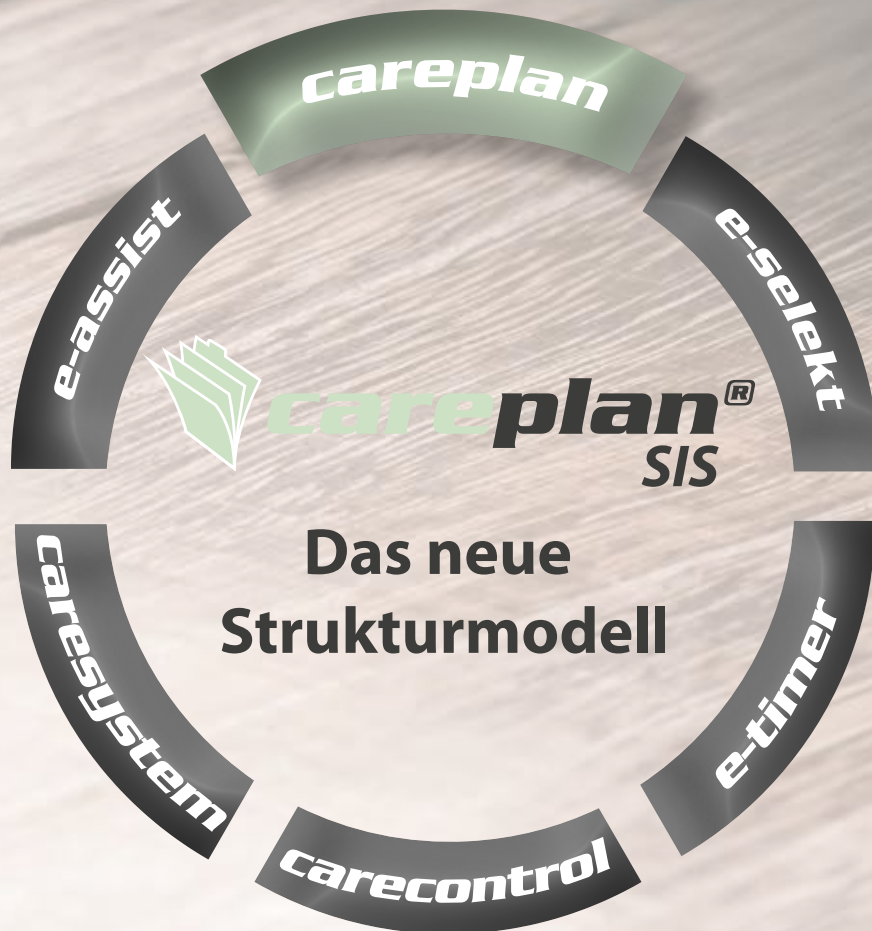 careplan
e-assist
e-selekt
careplan®
SIS
Das neue
Strukturmodell
caresystem
e-timer
carecontrol